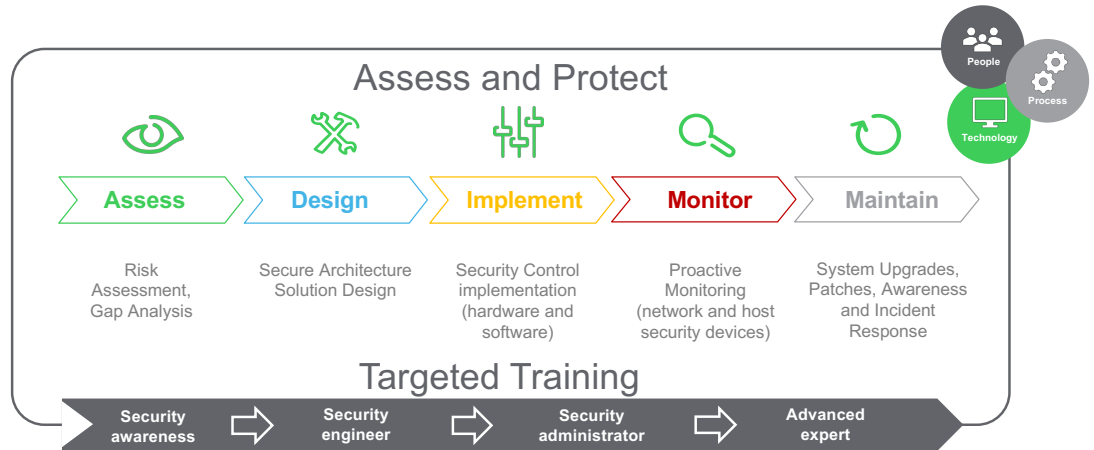 People
Process
Technology
Assess and Protect
Assess
Design
Implement
Monitor
Maintain
Risk
Assessment,
Gap Analysis
Secure Architecture
Solution Design
Security Control
implementation
(hardware and
software)
Proactive
Monitoring
(network and host
security devices)
System Upgrades,
Patches, Awareness
and Incident
Response
Targeted Training
Security
awareness
Security
engineer
Security
administrator
Advanced
expert